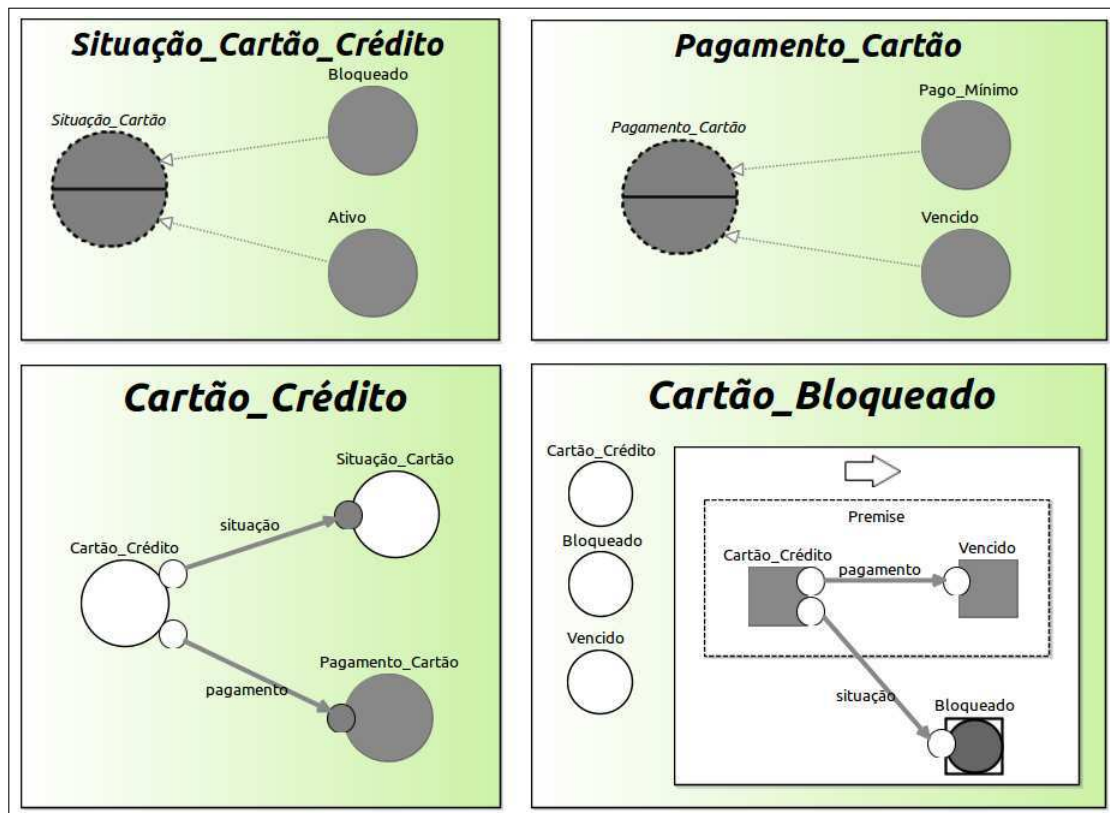 Situação_Cartão_Crédito
Bloqueado
Situação_Cartão
Ativo
Pagamento_Cartão
Pago_Mínimo
Pagamento_Cartão
Vencido
Cartão_Crédito
Situação_Cartão
situação
Cartão_Crédito
Pagamento_Cartão
pagamento
Cartão_Bloqueado
Cartão_Crédito
Bloqueado
Vencido
Premise
Cartão_Crédito
Vencido
pagamento
situação
Bloqueado